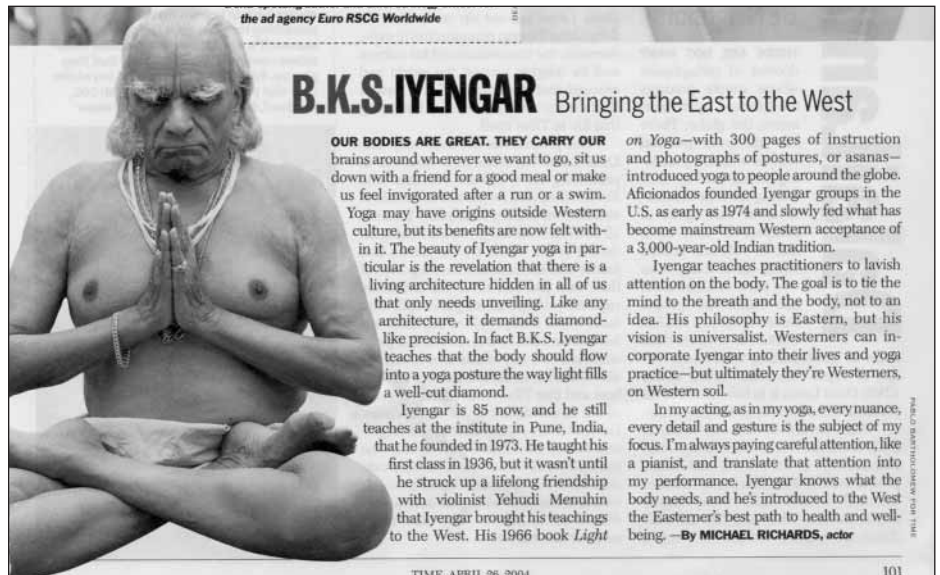 the ad agency Euro RSCG Worldwide
B.K.S.IYENGAR Bringing the East to the West
OUR BODIES ARE GREAT. THEY CARRY OUR
brains around wherever we want to go, sit us
down with a friend for a good meal or make
us feel invigorated after a run or a swim.
Yoga may have origins outside Western
culture, but its benefits are now felt with-
in it. The beauty of Iyengar yoga in par-
ticular is the revelation that there is a
living architecture hidden in all of us
that only needs unveiling. Like any
architecture, it demands diamond-
like precision. In fact B.K.S. Iyengar
teaches that the body should flow
into a yoga posture the way light fills
a well-cut diamond.
Iyengar is 85 now, and he still
teaches at the institute in Pune, India,
that he founded in 1973. He taught his
first class in 1936, but it wasn't until
he struck up a lifelong friendship
with violinist Yehudi Menuhin
that Iyengar brought his teachings
to the West. His 1966 book Light
on Yoga—with 300 pages of instruction
and photographs of postures, or asanas—
introduced yoga to people around the globe.
Aficionados founded Iyengar groups in the
U.S. as early as 1974 and slowly fed what has
become mainstream Western acceptance of
a 3,000-year-old Indian tradition.
Iyengar teaches practitioners to lavish
attention on the body. The goal is to tie the
mind to the breath and the body, not to an
idea. His philosophy is Eastern, but his
vision is universalist. Westerners can in-
corporate Iyengar into their lives and yoga
practice—but ultimately they're Westerners,
on Western soil.
In my acting, as in my yoga, every nuance,
every detail and gesture is the subject of my
focus. I'm always paying careful attention, like
a pianist, and translate that attention into
my performance. Iyengar knows what the
body needs, and he's introduced to the West
the Easterner's best path to health and well-
being. —By MICHAEL RICHARDS, actor
PABLO BARTHOLOMEW FOR TIME
TIME, APRIL 26, 2004
101